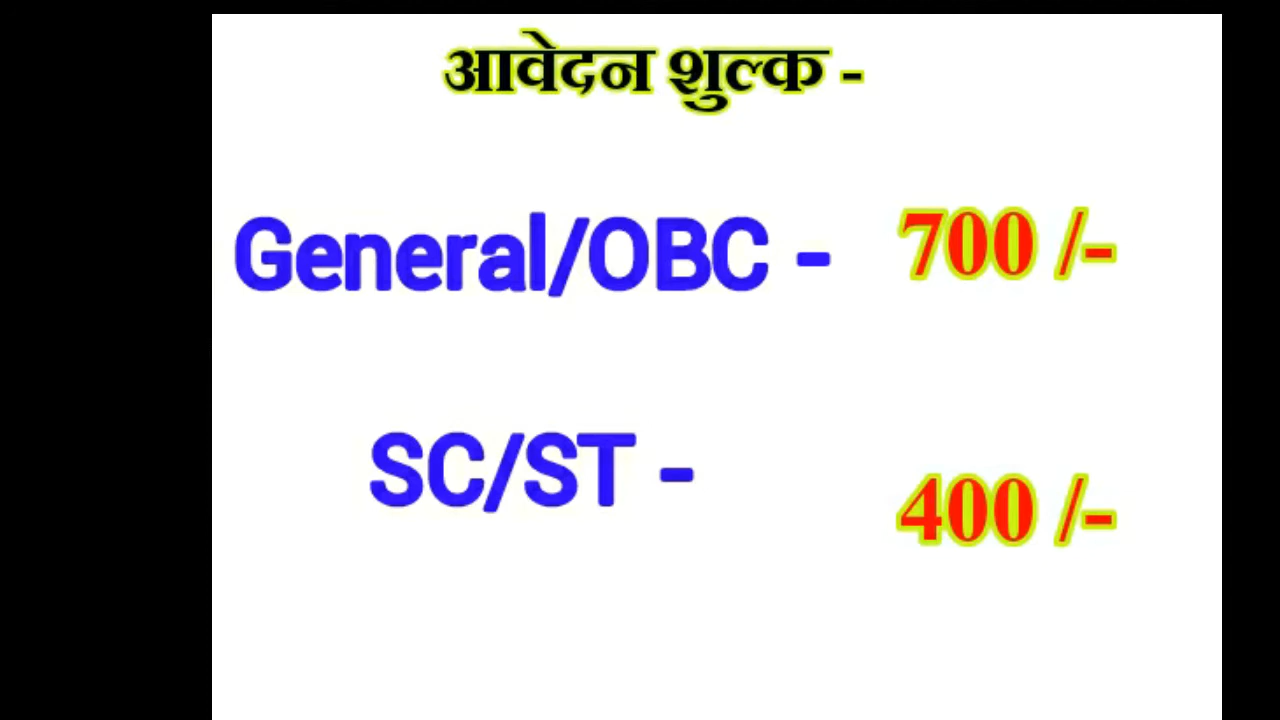 आवेदन शुल्क -
General/OBC - 700 /-
SC/ST - 400 /-